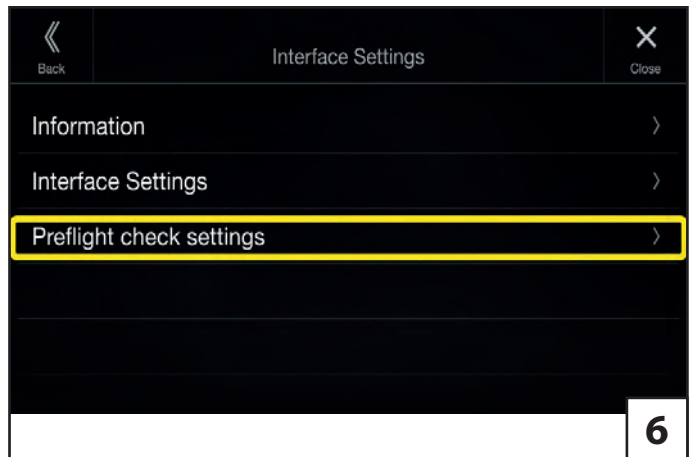 Back
Interface Settings
Close
Information
Interface Settings
Preflight check settings
6